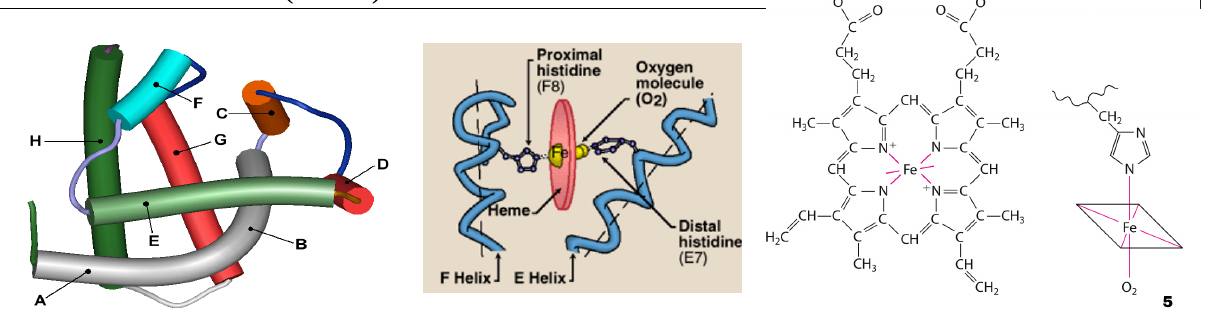 F
C
H
G
D
E
B
A
Proximal
histidine
(F8)
Oxygen
molecule
(O2)
Fe
Heme
Distal
histidine
(E7)
F Helix
E Helix
O
O
O
O
C
C
CH₂
CH₂
CH₂
CH₂
CH
H₃C
CH₃
N⁺
N
CH
Fe
CH
N
⁺N
CH
CH₃
H₂C
CH
CH₃
CH
CH₂
CH₂
N
N
Fe
O₂
5